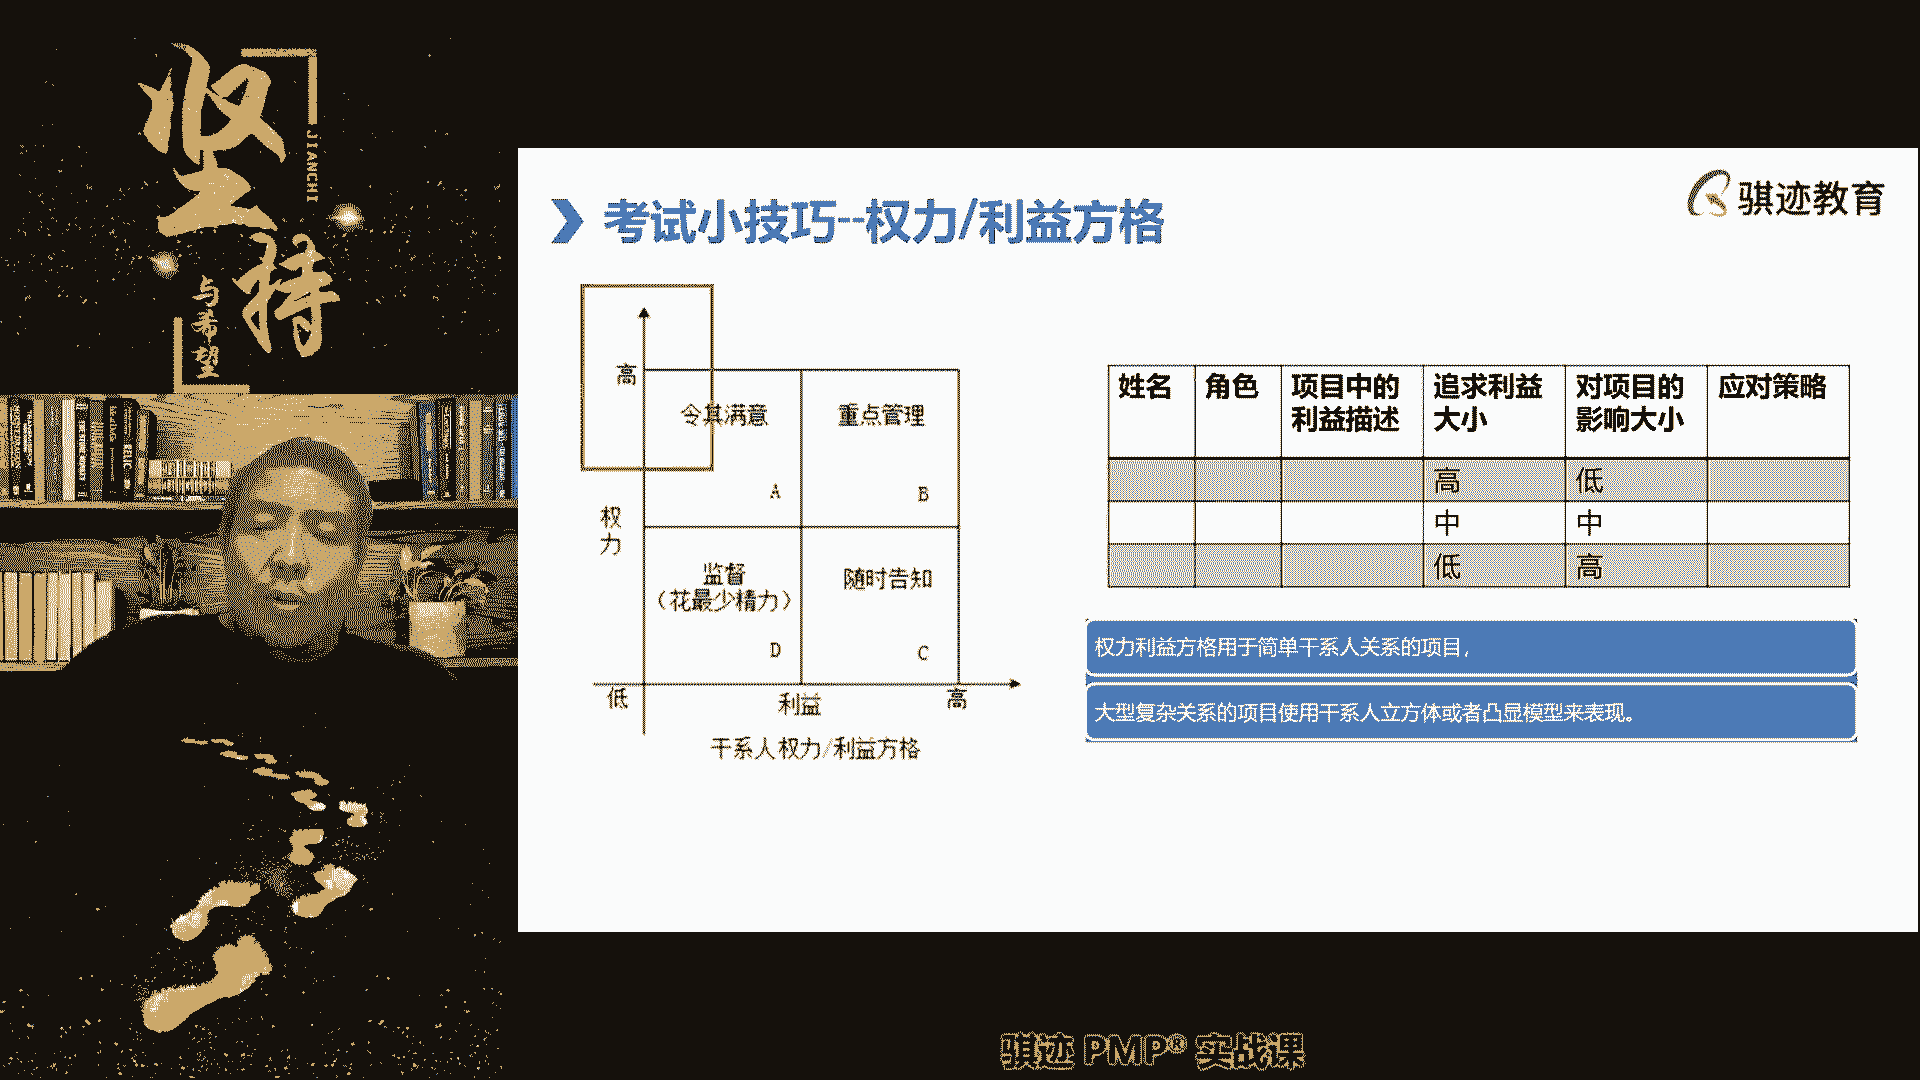 坚持
JIANCHI
与希望
骐迹教育
考试小技巧--权力/利益方格
高
令其满意
重点管理
A
B
权力
监督
(花最少精力)
随时告知
D
C
低
利益
高
干系人权力/利益方格
姓名 角色 项目中的利益描述 追求利益大小 对项目的影响大小 应对策略
高 低
中 中
低 高
权力利益方格用于简单干系人关系的项目,
大型复杂关系的项目使用干系人立方体或者凸显模型来表现。
骐迹 PMP® 实战课